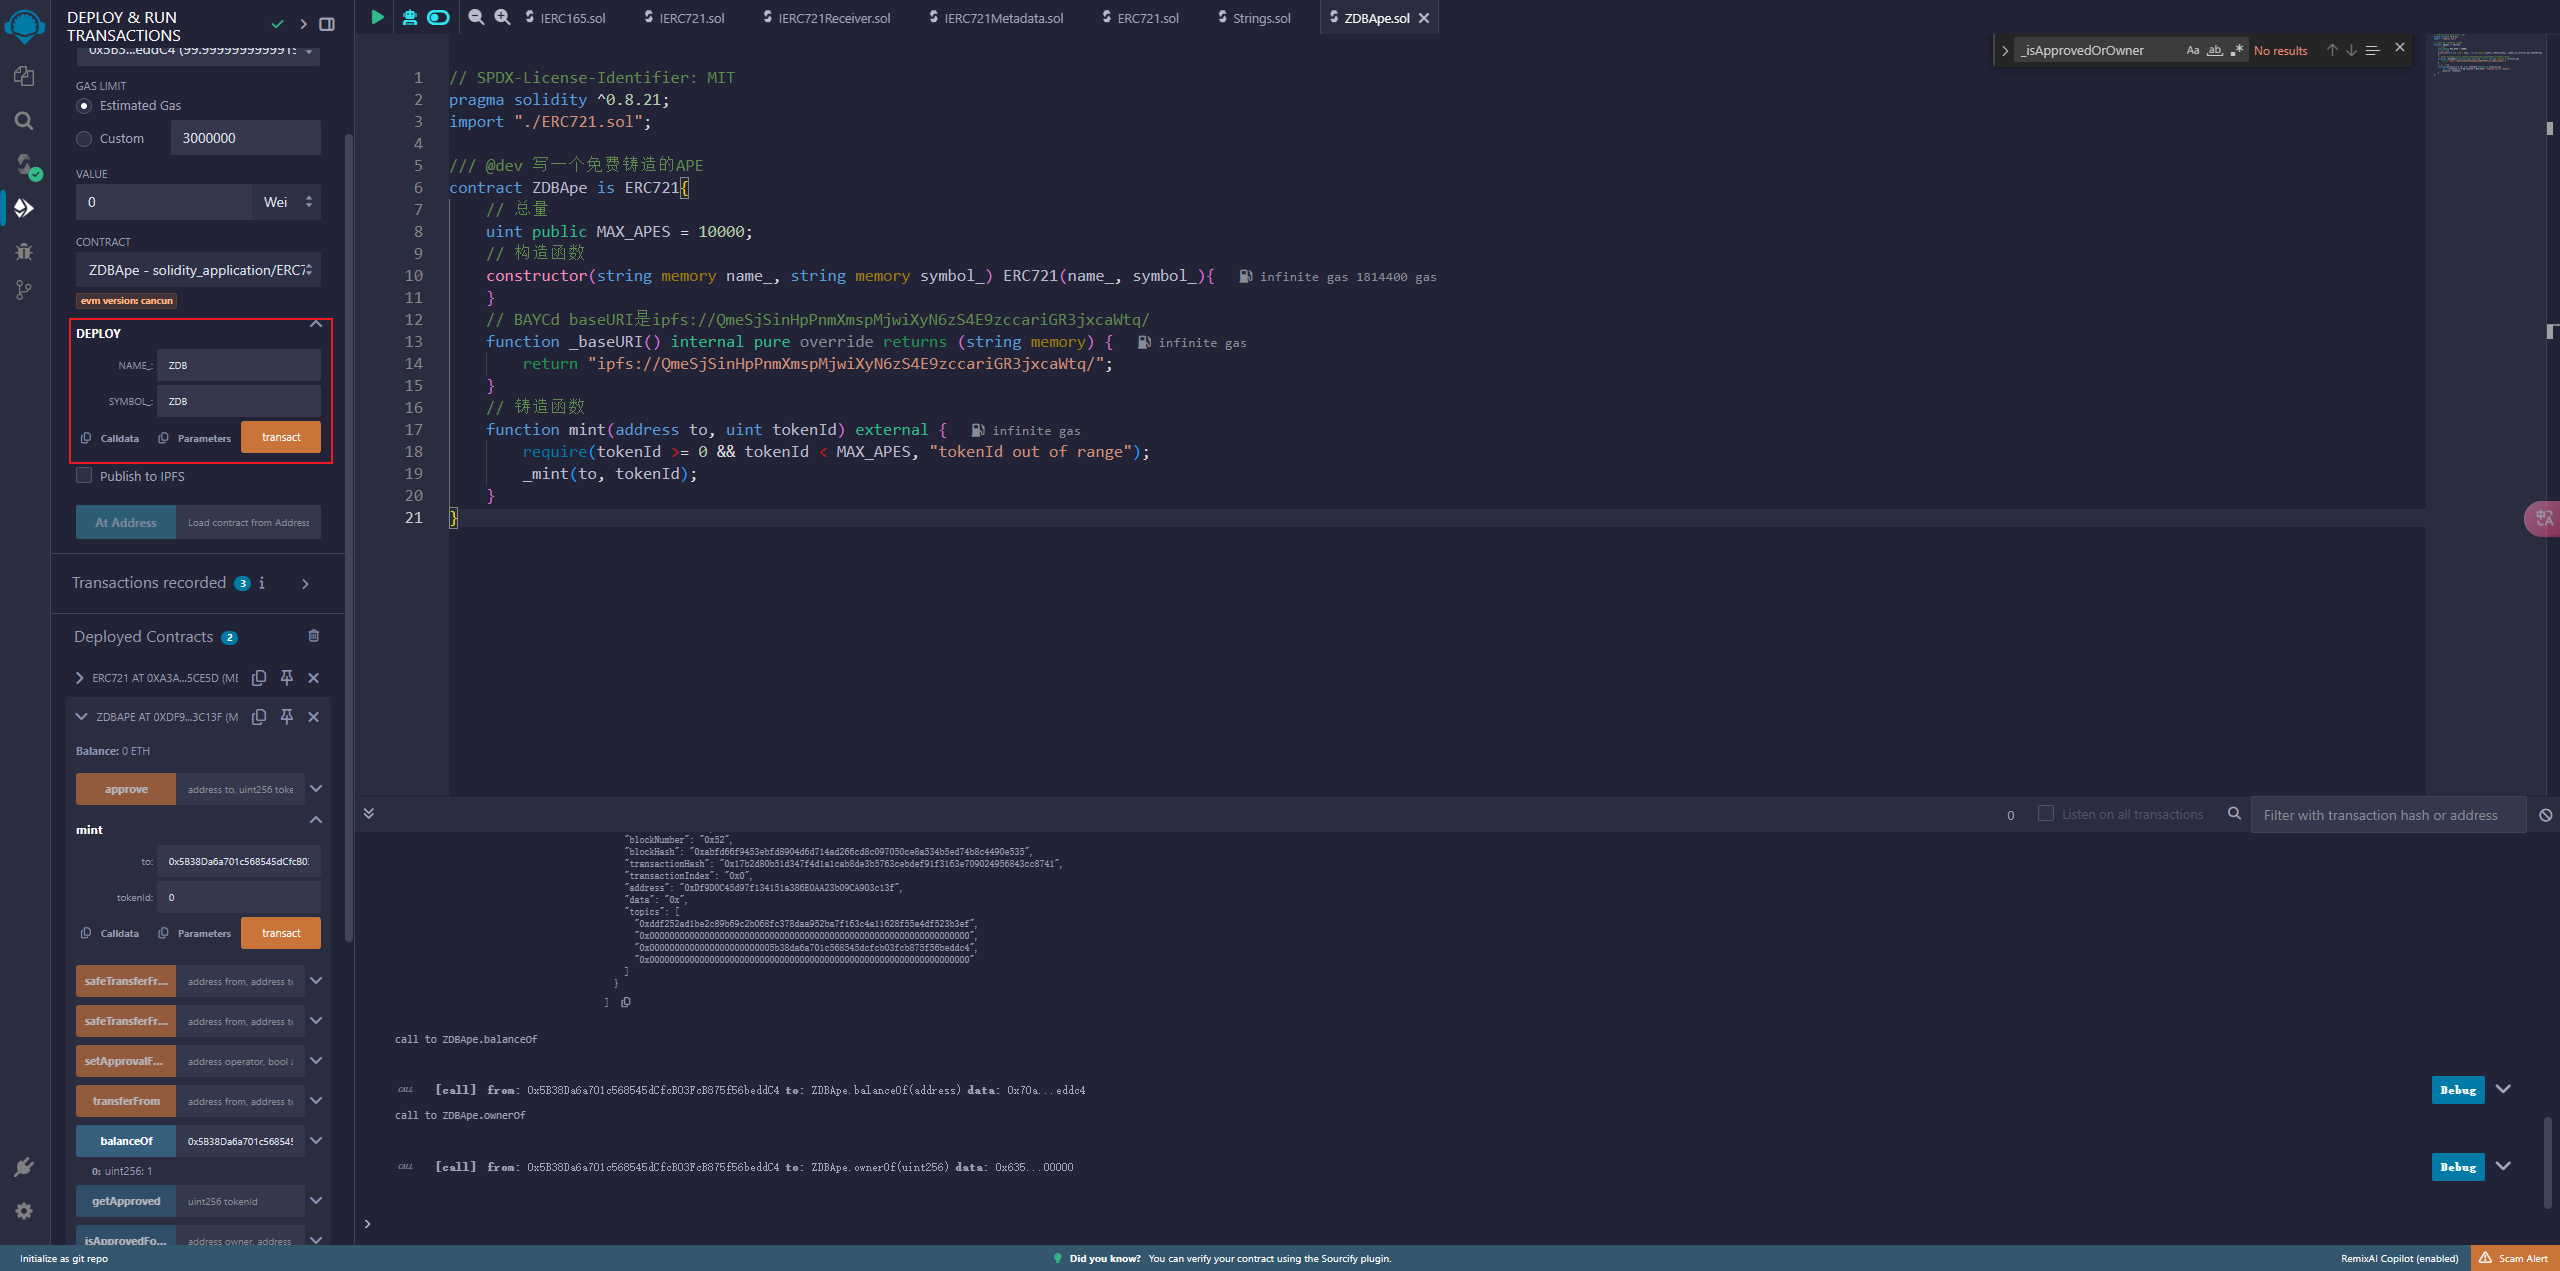 DEPLOY & RUN
TRANSACTIONS
0x5B3...eddC4 (99.9999999999999
GAS LIMIT
Estimated Gas
Custom
3000000
VALUE
0
Wei
CONTRACT
ZDBApe - solidity_application/ERC7
evm version: cancun
DEPLOY
NAME_: ZDB
SYMBOL_: ZDB
Calldata Parameters transact
Publish to IPFS
At Address Load contract from Address
Transactions recorded 3 i
Deployed Contracts 2
ERC721 AT 0XA3A...5CE5D (ME
ZDBAPE AT 0XDF9...3C13F (M
Balance: 0 ETH
approve address to, uint256 toke
mint
to: 0x5B38Da6a701c568545dCfcB03
tokenId: 0
Calldata Parameters transact
safeTransferFr... address from, address to
safeTransferFr... address from, address to
setApprovalF... address operator, bool a
transferFrom address from, address to
balanceOf 0x5B38Da6a701c568545
0: uint256: 1
getApproved uint256 tokenId
isApprovedFo... address owner, address
IERC165.sol IERC721.sol IERC721Receiver.sol IERC721Metadata.sol ERC721.sol Strings.sol ZDBApe.sol
_isApprovedOrOwner Aa ab .* No results
1 // SPDX-License-Identifier: MIT
2 pragma solidity ^0.8.21;
3 import "./ERC721.sol";
4
5 /// @dev 写一个免费铸造的APE
6 contract ZDBApe is ERC721{
7 // 总量
8 uint public MAX_APES = 10000;
9 // 构造函数
10 constructor(string memory name_, string memory symbol_) ERC721(name_, symbol_){ infinite gas 1814400 gas
11 }
12 // BAYCd baseURI是ipfs://QmeSjSinHpPnmXmspMjwiXyN6zS4E9zccariGR3jxcaWtq/
13 function _baseURI() internal pure override returns (string memory) { infinite gas
14 return "ipfs://QmeSjSinHpPnmXmspMjwiXyN6zS4E9zccariGR3jxcaWtq/";
15 }
16 // 铸造函数
17 function mint(address to, uint tokenId) external { infinite gas
18 require(tokenId >= 0 && tokenId < MAX_APES, "tokenId out of range");
19 _mint(to, tokenId);
20 }
21 }
0 Listen on all transactions Filter with transaction hash or address
"blockNumber": "0x52",
"blockHash": "0xabfd66f9453ebfd8904d6d714ad266cd8c097050ce8a534b5ed74b8c4490e535",
"transactionHash": "0x17b2d80b51d347f4d1a1cab8de3b5763cebdef91f3163e709024956843cc8741",
"transactionIndex": "0x0",
"address": "0xDf9D0C45d97f134151a386E0AA23b09CA903c13f",
"data": "0x",
"topics": [
"0xddf252ad1be2c89b69c2b068fc378daa952ba7f163c4a11628f55a4df523b3ef",
"0x0000000000000000000000000000000000000000000000000000000000000000",
"0x0000000000000000000000005b38da6a701c568545dcfcb03fcb875f56beddc4",
"0x0000000000000000000000000000000000000000000000000000000000000000"
]
}
]
call to ZDBApe.balanceOf
CALL [call] from: 0x5B38Da6a701c568545dCfcB03FcB875f56beddC4 to: ZDBApe.balanceOf(address) data: 0x70a...eddc4 Debug
call to ZDBApe.ownerOf
CALL [call] from: 0x5B38Da6a701c568545dCfcB03FcB875f56beddC4 to: ZDBApe.ownerOf(uint256) data: 0x635...00000 Debug
>
Initialize as git repo Did you know? You can verify your contract using the Sourcify plugin. RemixAI Copilot (enabled) Scam Alert